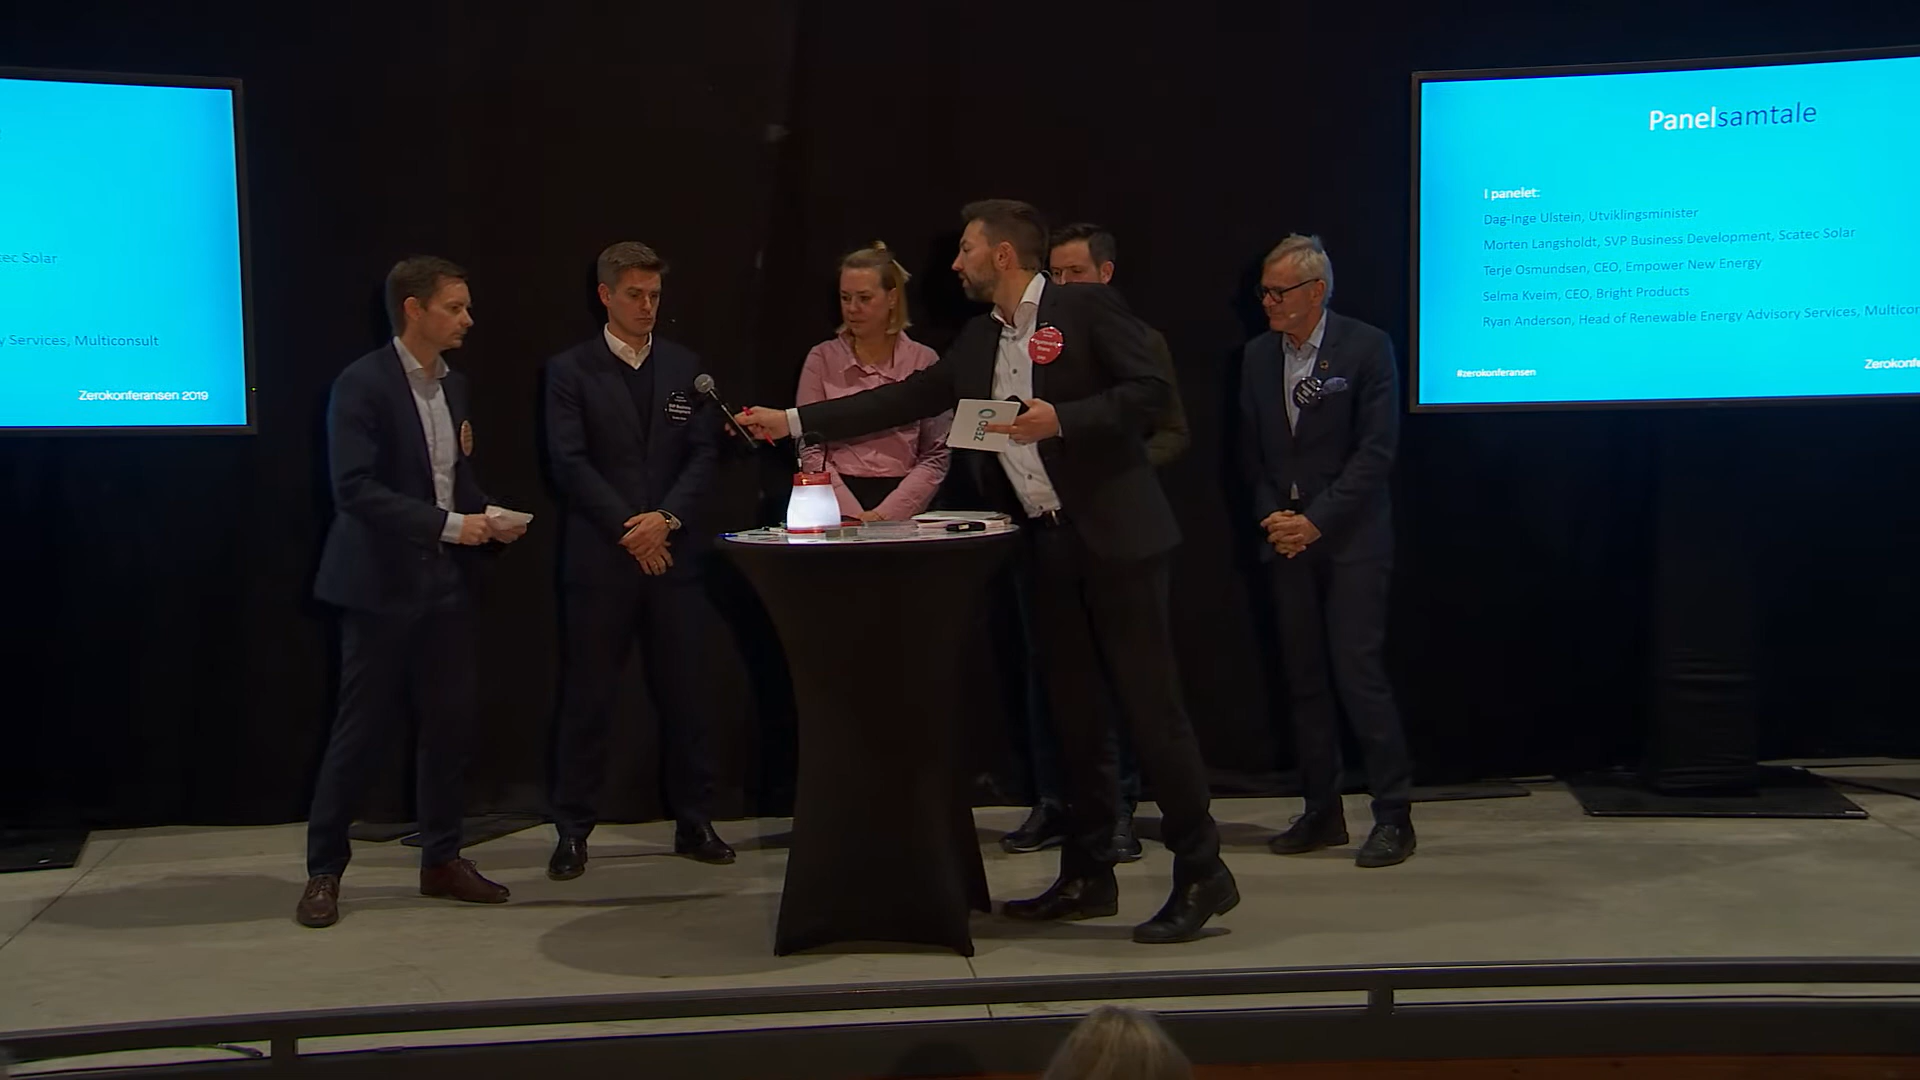 tec Solar
y Services, Multiconsult
Zerokonferansen 2019
Panelsamtale
I panelet:
Dag-Inge Ulstein, Utviklingsminister
Morten Langsholdt, SVP Business Development, Scatec Solar
Terje Osmundsen, CEO, Empower New Energy
Selma Kveim, CEO, Bright Products
Ryan Anderson, Head of Renewable Energy Advisory Services, Multicon
#zerokonferansen
Zerokonfe
ZERO